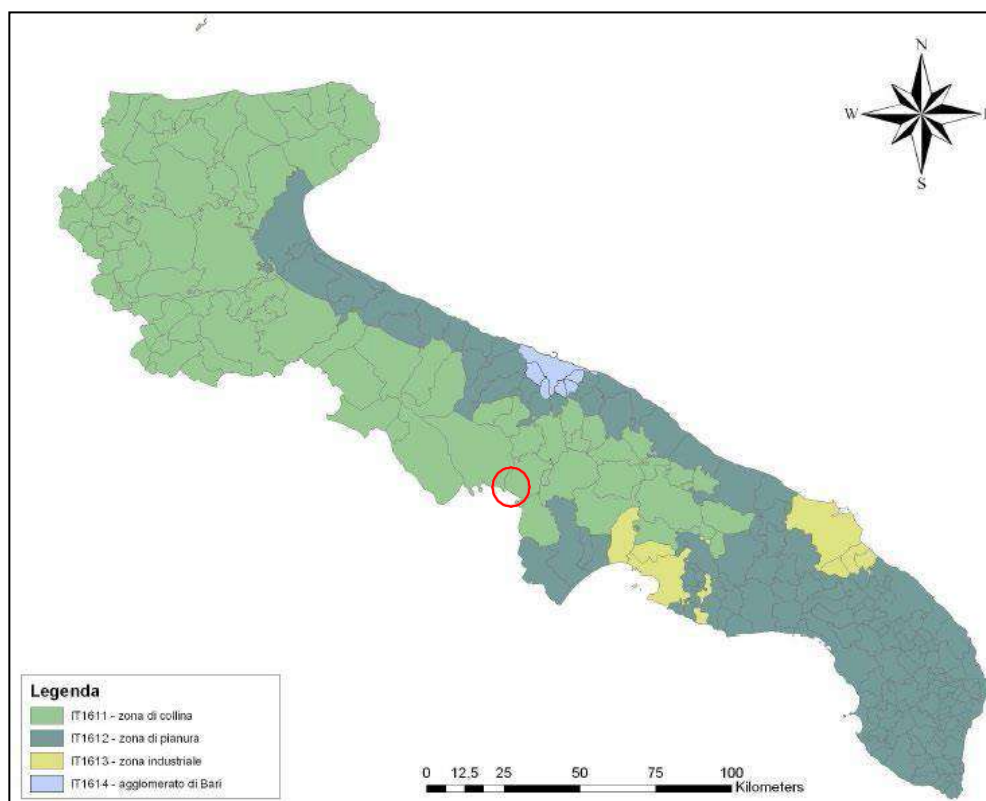 N
W
S
Legenda
IT1611 - zona di collina
IT1612 - zona di pianura
IT1613 - zona industriale
IT1614 - agglomerato di Bari
0 12.5 25 50 75 100
Kilometers